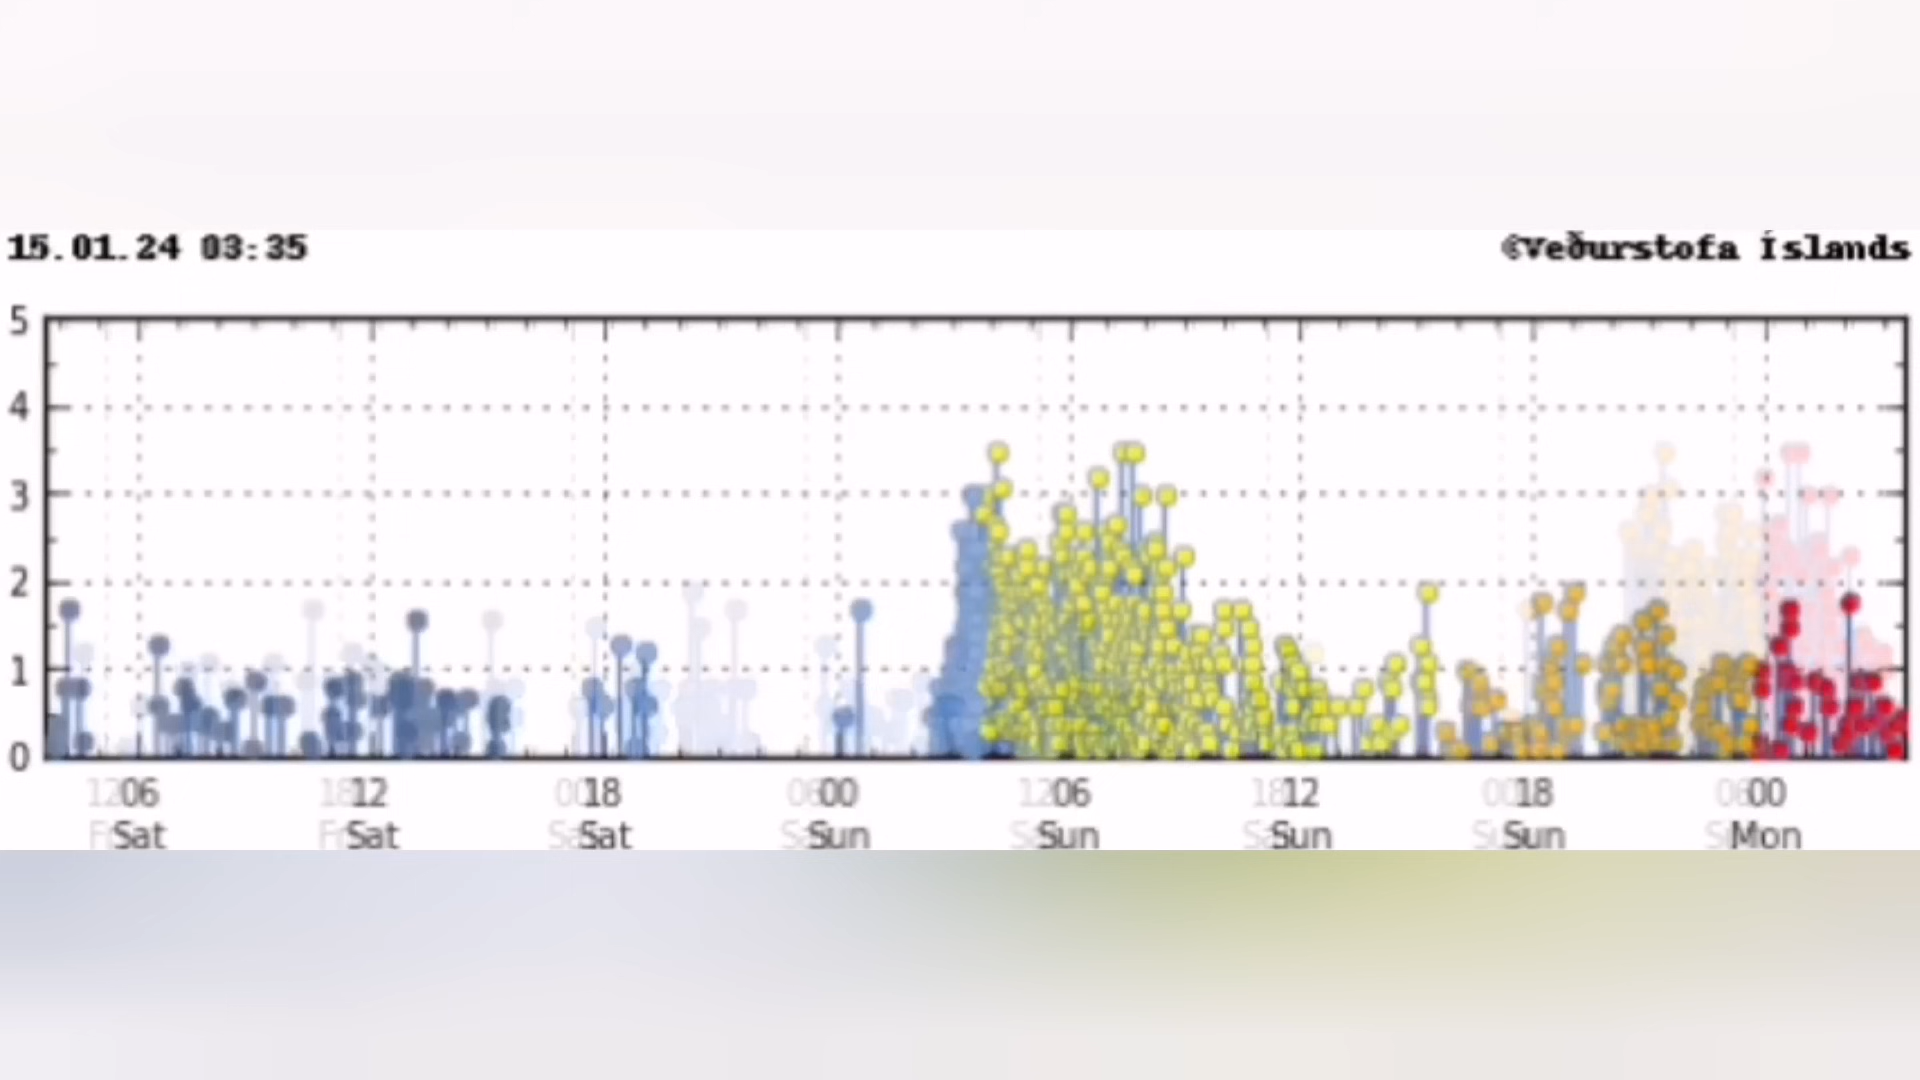 15.01.24 03:35
©Veðurstofa Íslands
5
4
3
2
1
0
06 12 18 00 06 12 18 00
Sat Sat Sat Sun Sun Sun Sun Mon